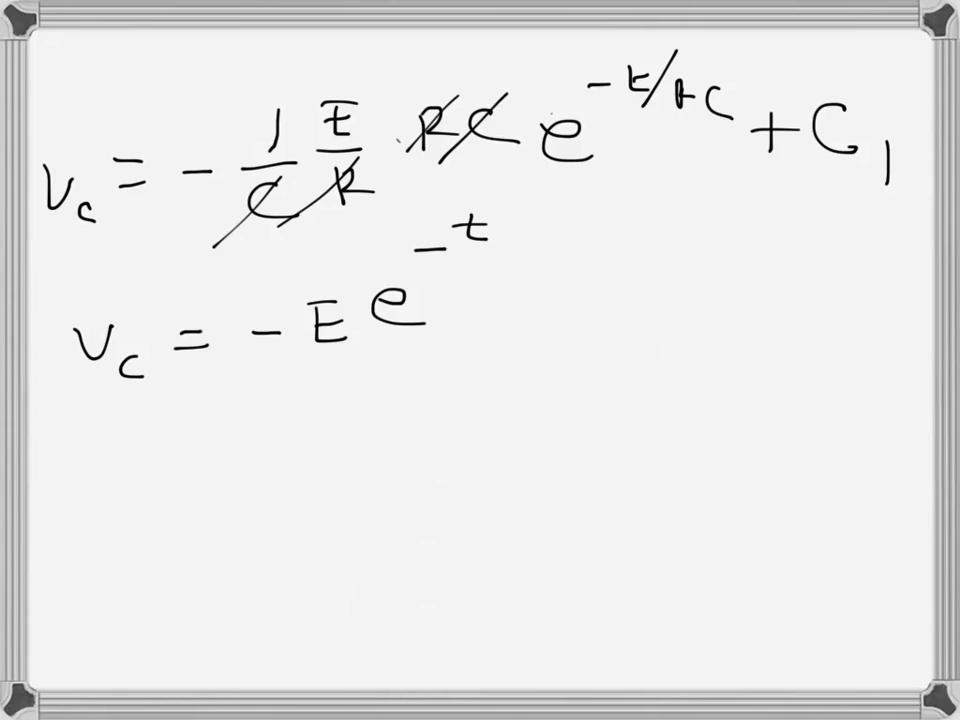 v_c = - 1/C E/R · RC e^{-t/RC} + C_1
v_c = - E e^{-t}